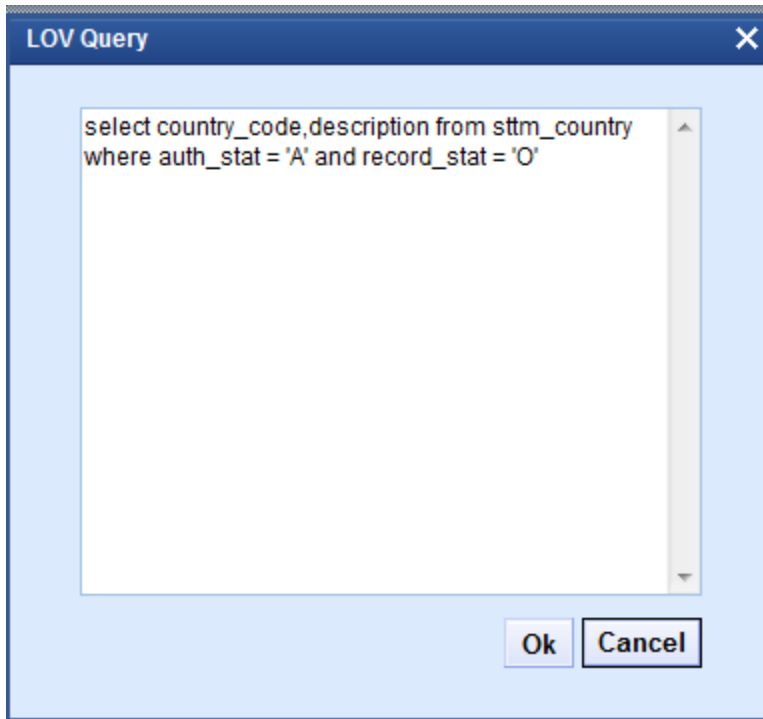 LOV Query
select country_code,description from sttm_country
where auth_stat = 'A' and record_stat = 'O'
Ok Cancel